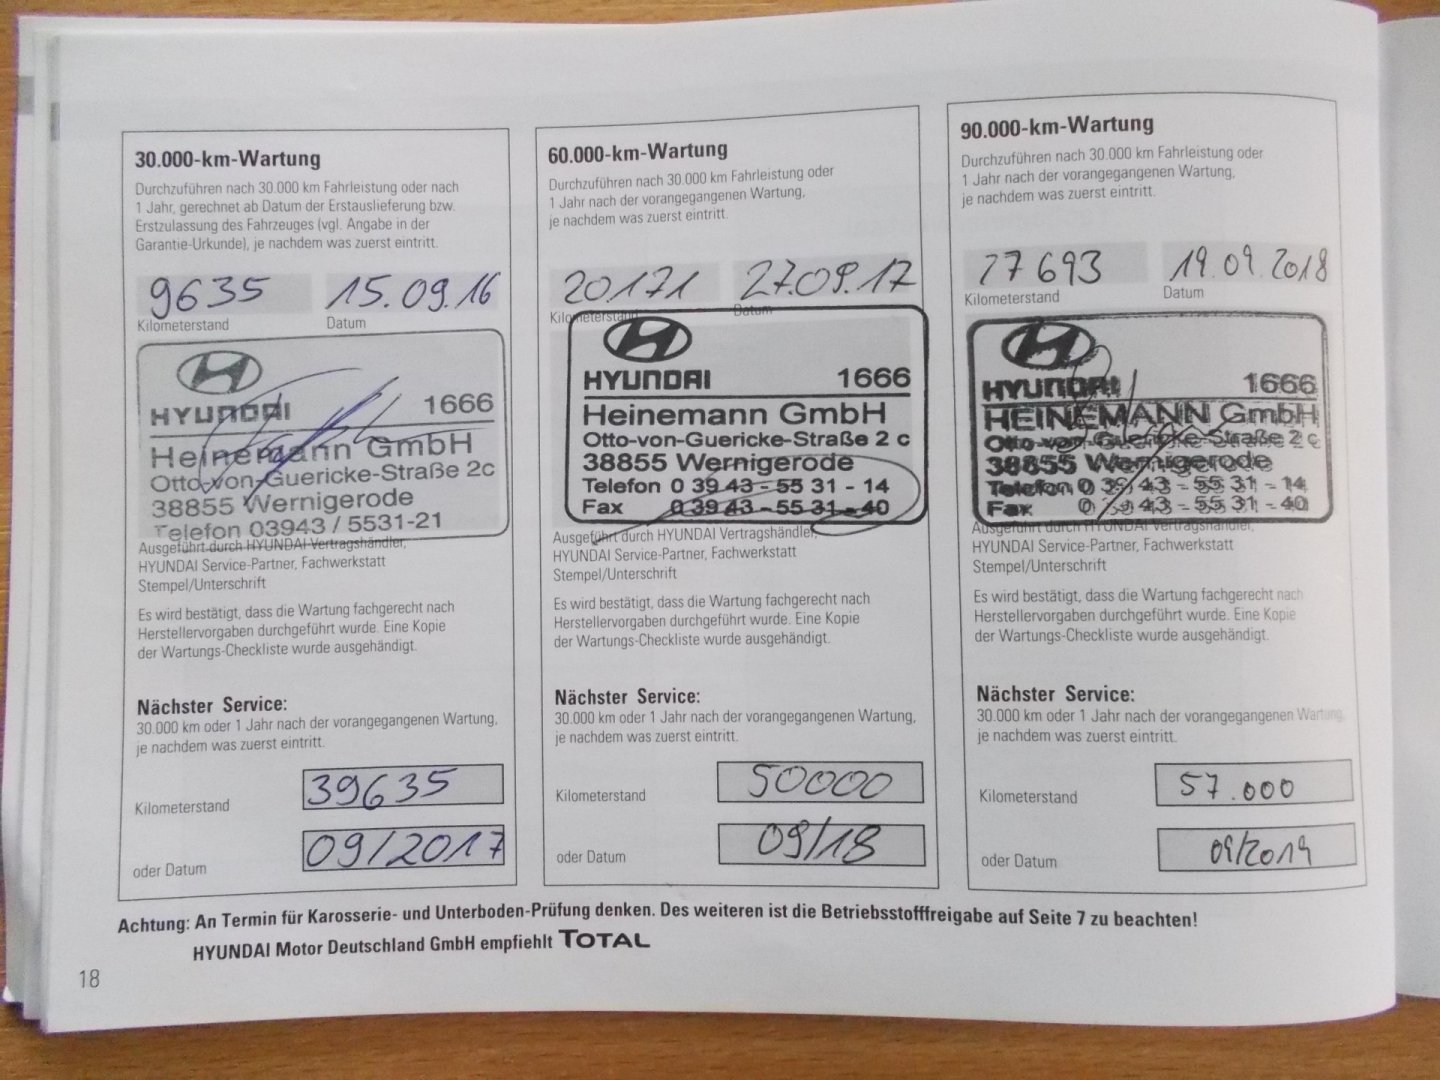 30.000-km-Wartung
Durchzuführen nach 30.000 km Fahrleistung oder nach
1 Jahr, gerechnet ab Datum der Erstauslieferung bzw.
Erstzulassung des Fahrzeuges (vgl. Angabe in der
Garantie-Urkunde), je nachdem was zuerst eintritt.
9635 15.09.16
Kilometerstand Datum
HYUNDAI 1666
Heinemann GmbH
Otto-von-Guericke-Straße 2c
38855 Wernigerode
Telefon 03943 / 5531-21
Ausgeführt durch HYUNDAI Vertragshändler,
HYUNDAI Service-Partner, Fachwerkstatt
Stempel/Unterschrift
Es wird bestätigt, dass die Wartung fachgerecht nach
Herstellervorgaben durchgeführt wurde. Eine Kopie
der Wartungs-Checkliste wurde ausgehändigt.
Nächster Service:
30.000 km oder 1 Jahr nach der vorangegangenen Wartung,
je nachdem was zuerst eintritt.
Kilometerstand 39635
oder Datum 09/2017
60.000-km-Wartung
Durchzuführen nach 30.000 km Fahrleistung oder
1 Jahr nach der vorangegangenen Wartung,
je nachdem was zuerst eintritt.
20171 27.09.17
Kilometerstand Datum
HYUNDAI 1666
Heinemann GmbH
Otto-von-Guericke-Straße 2 c
38855 Wernigerode
Telefon 0 39 43 - 55 31 - 14
Fax 0 39 43 - 55 31 - 40
Ausgeführt durch HYUNDAI Vertragshändler,
HYUNDAI Service-Partner, Fachwerkstatt
Stempel/Unterschrift
Es wird bestätigt, dass die Wartung fachgerecht nach
Herstellervorgaben durchgeführt wurde. Eine Kopie
der Wartungs-Checkliste wurde ausgehändigt.
Nächster Service:
30.000 km oder 1 Jahr nach der vorangegangenen Wartung,
je nachdem was zuerst eintritt.
Kilometerstand 50000
oder Datum 09/18
90.000-km-Wartung
Durchzuführen nach 30.000 km Fahrleistung oder
1 Jahr nach der vorangegangenen Wartung,
je nachdem was zuerst eintritt.
27693 19.09.2018
Kilometerstand Datum
HYUNDAI 1666
HEINEMANN GmbH
Otto-von-Guericke-Straße 2 c
38855 Wernigerode
Telefon 0 39 43 - 55 31 - 14
Fax 0 39 43 - 55 31 - 40
Ausgeführt durch HYUNDAI Vertragshändler,
HYUNDAI Service-Partner, Fachwerkstatt
Stempel/Unterschrift
Es wird bestätigt, dass die Wartung fachgerecht nach
Herstellervorgaben durchgeführt wurde. Eine Kopie
der Wartungs-Checkliste wurde ausgehändigt.
Nächster Service:
30.000 km oder 1 Jahr nach der vorangegangenen Wartung,
je nachdem was zuerst eintritt.
Kilometerstand 57.000
oder Datum 09/2019
Achtung: An Termin für Karosserie- und Unterboden-Prüfung denken. Des weiteren ist die Betriebsstofffreigabe auf Seite 7 zu beachten!
HYUNDAI Motor Deutschland GmbH empfiehlt TOTAL
18